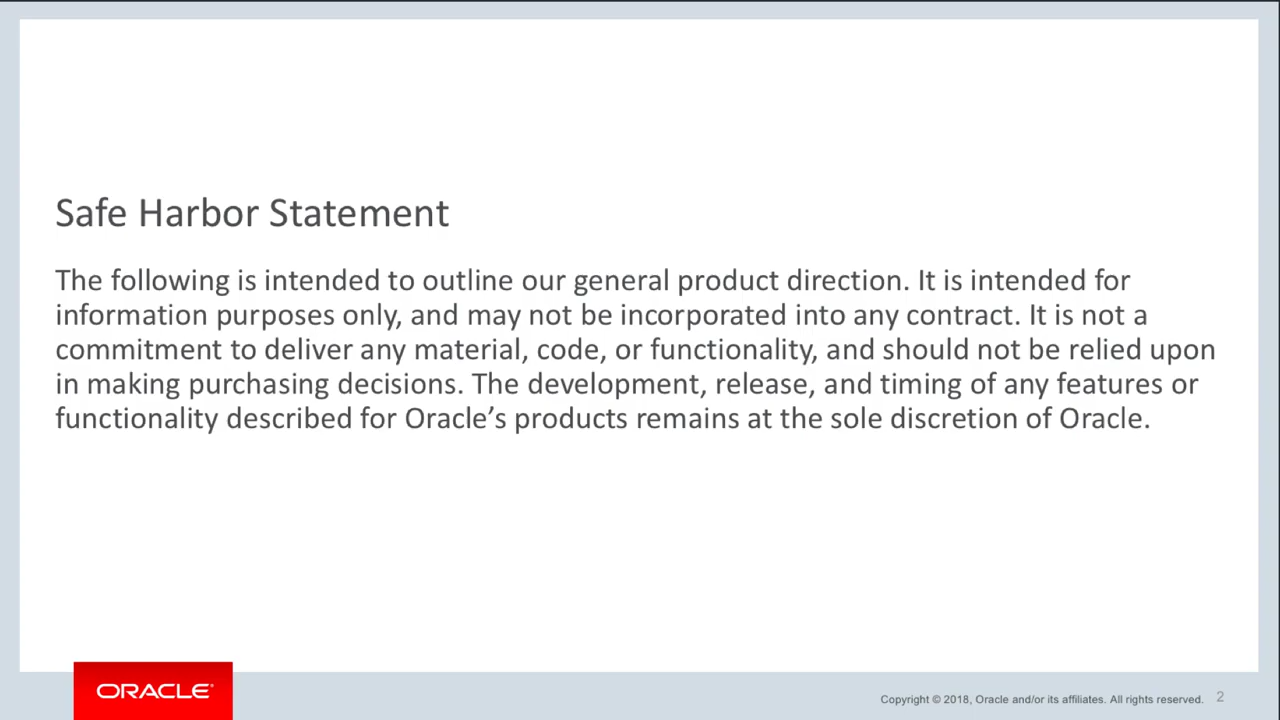 Safe Harbor Statement
The following is intended to outline our general product direction. It is intended for
information purposes only, and may not be incorporated into any contract. It is not a
commitment to deliver any material, code, or functionality, and should not be relied upon
in making purchasing decisions. The development, release, and timing of any features or
functionality described for Oracle’s products remains at the sole discretion of Oracle.
ORACLE®
Copyright © 2018, Oracle and/or its affiliates. All rights reserved. 2